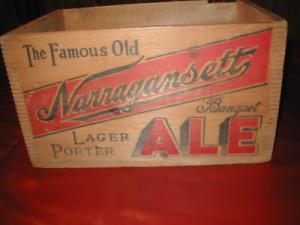 The Famous Old
Narragansett
Banquet
LAGER
PORTER
& ALE